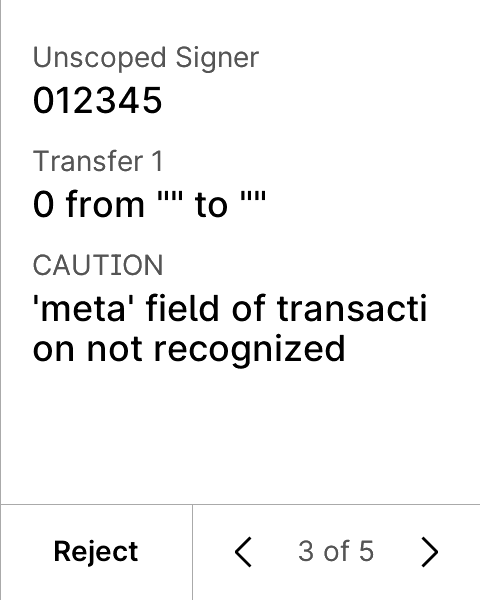 Unscoped Signer
012345
Transfer 1
0 from "" to ""
CAUTION
'meta' field of transacti
on not recognized
Reject
3 of 5